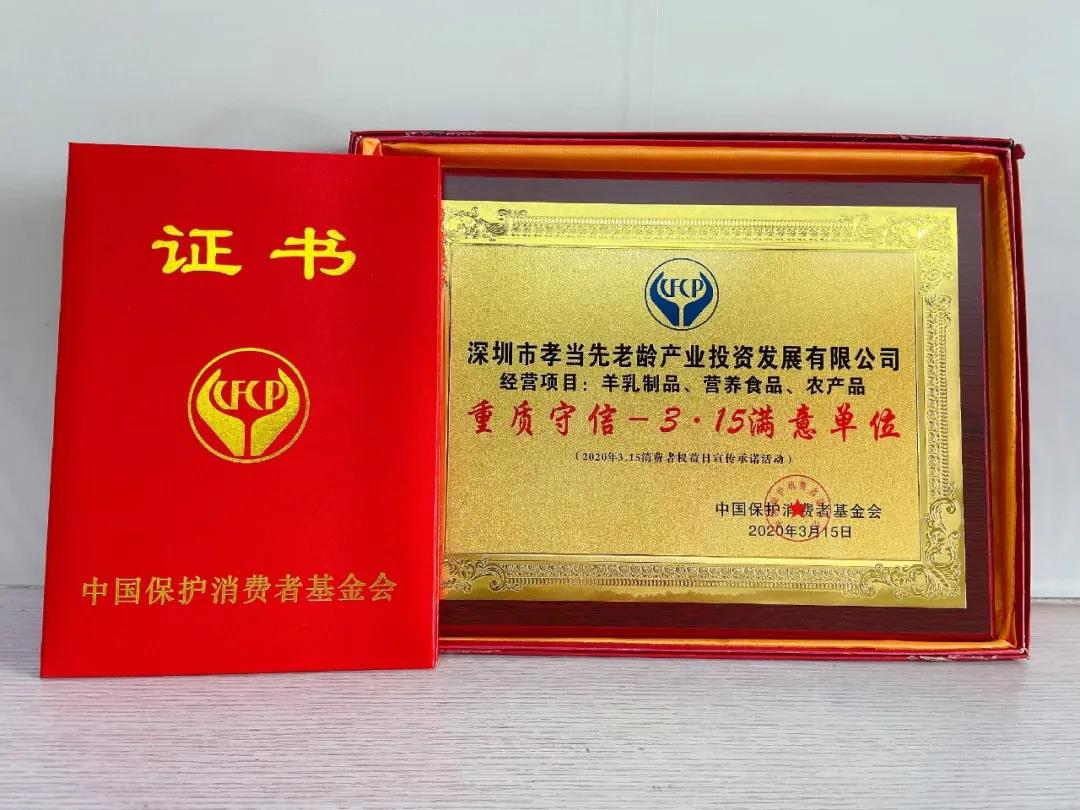 证书
CFCP
中国保护消费者基金会
CFCP
深圳市孝当先老龄产业投资发展有限公司
经营项目：羊乳制品、营养食品、农产品
重质守信－3·15满意单位
（2020年3.15消费者权益日宣传承诺活动）
中国保护消费者基金会
2020年3月15日